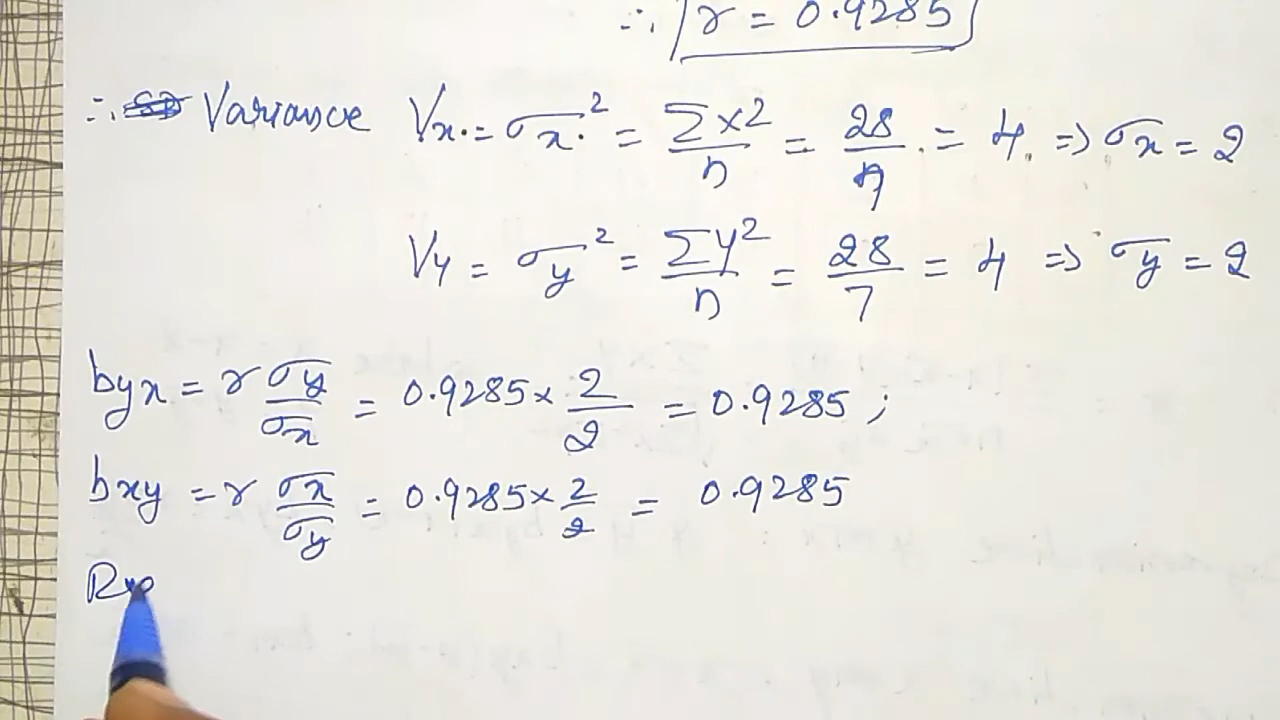 ∴ r = 0.9285
∴ Variance Vx = σx² = Σx2/n = 28/7 = 4 ⇒ σx = 2
Vy = σy² = Σy²/n = 28/7 = 4 ⇒ σy = 2
byx = r σy/σx = 0.9285 × 2/2 = 0.9285 ;
bxy = r σx/σy = 0.9285 × 2/2 = 0.9285